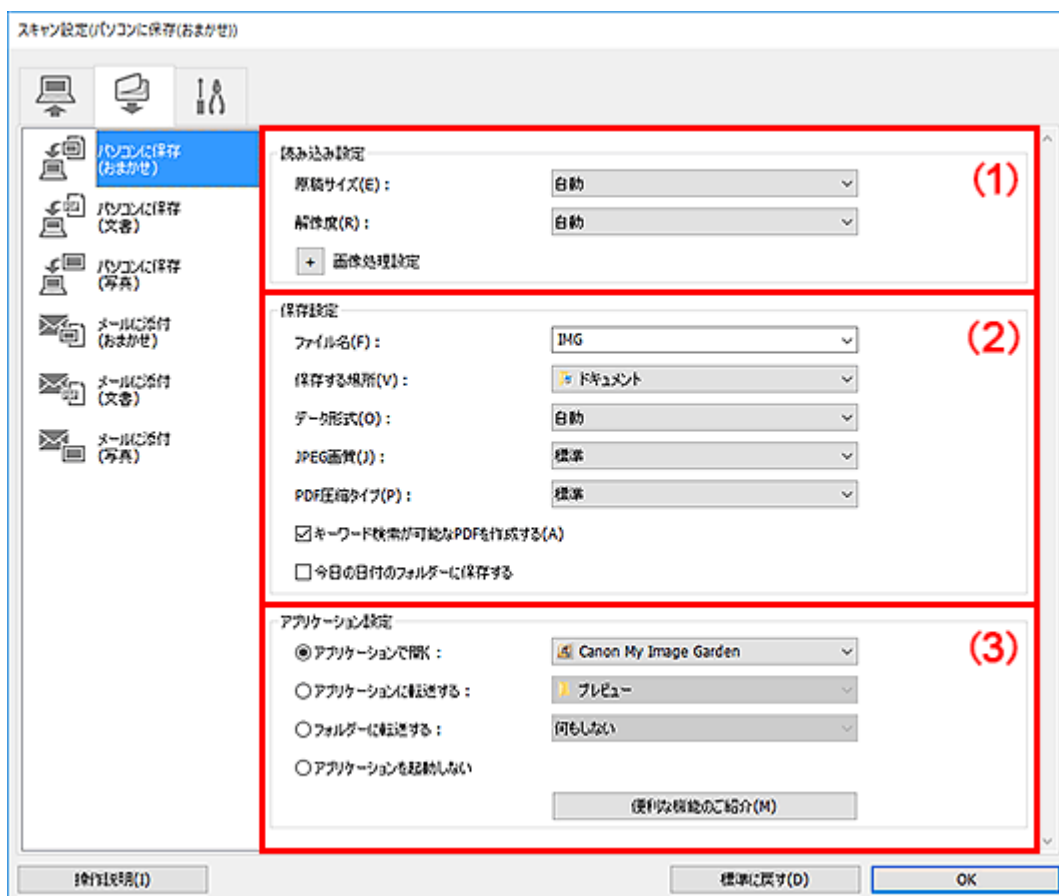 スキャン設定(パソコンに保存(おまかせ))
パソコンに保存
(おまかせ)
パソコンに保存
(文書)
パソコンに保存
(写真)
メールに添付
(おまかせ)
メールに添付
(文書)
メールに添付
(写真)
読み込み設定
(1)
原稿サイズ(E) : 自動
解像度(R) : 自動
+ 画像処理設定
保存設定
(2)
ファイル名(F) : IMG
保存する場所(V) : ドキュメント
データ形式(O) : 自動
JPEG画質(J) : 標準
PDF圧縮タイプ(P) : 標準
キーワード検索が可能なPDFを作成する(A)
今日の日付のフォルダーに保存する
アプリケーション設定
(3)
アプリケーションで開く : Canon My Image Garden
アプリケーションに転送する : プレビュー
フォルダーに転送する : 何もしない
アプリケーションを起動しない
便利な機能のご紹介(M)
操作説明(I) 標準に戻す(D) OK